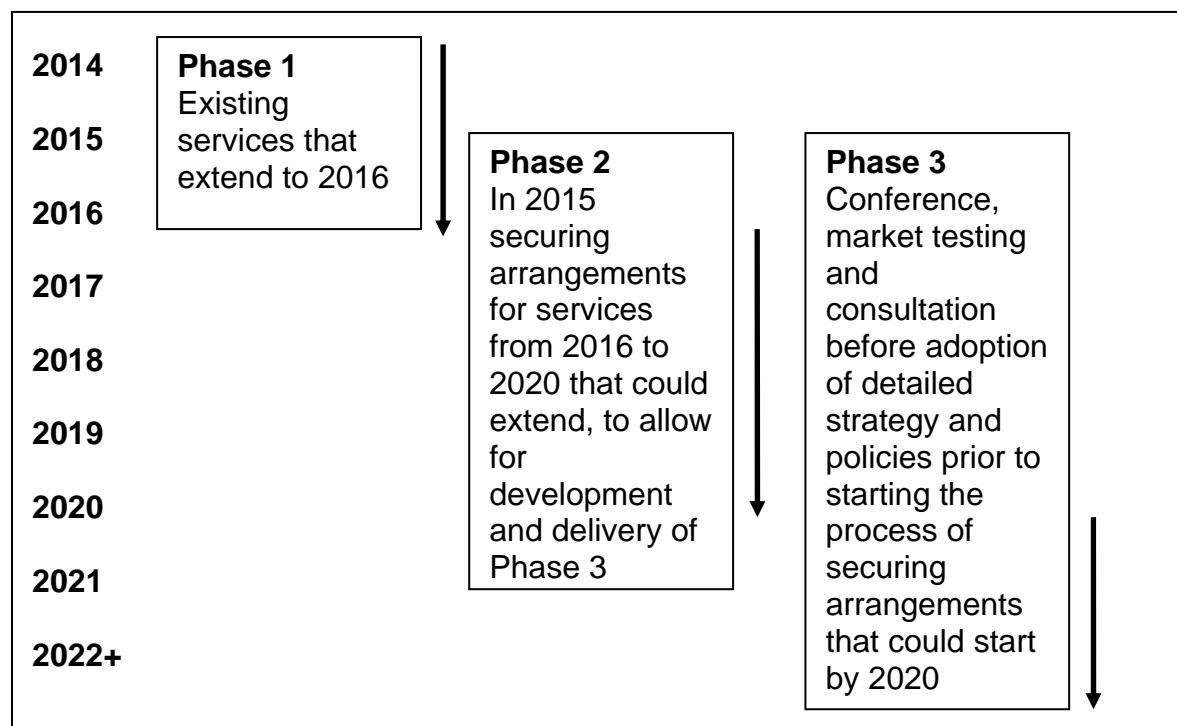 2014
2015
2016
2017
2018
2019
2020
2021
2022+
Phase 1
Existing
services that
extend to 2016
Phase 2
In 2015
securing
arrangements
for services
from 2016 to
2020 that could
extend, to allow
for
development
and delivery of
Phase 3
Phase 3
Conference,
market testing
and
consultation
before adoption
of detailed
strategy and
policies prior to
starting the
process of
securing
arrangements
that could start
by 2020